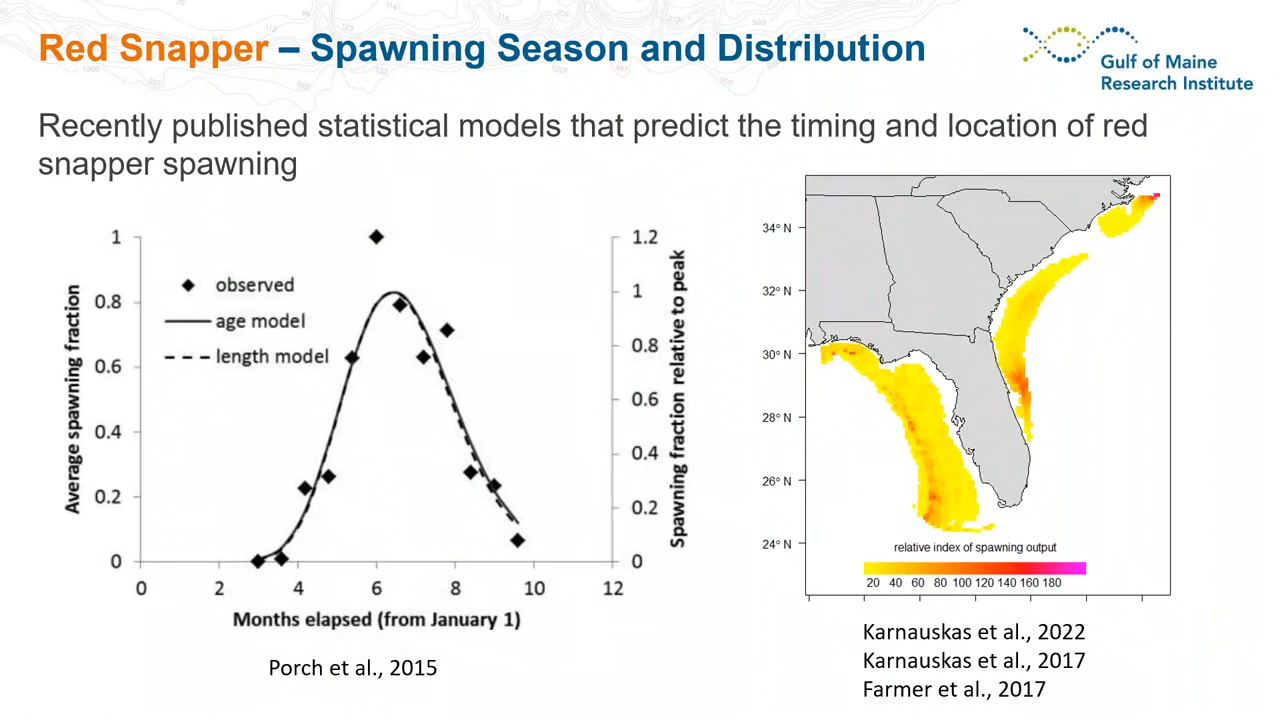 Red Snapper – Spawning Season and Distribution
Gulf of Maine
Research Institute
Recently published statistical models that predict the timing and location of red
snapper spawning
Average spawning fraction
1
0.8
0.6
0.4
0.2
0
observed
age model
length model
1.2
1
0.8
0.6
0.4
0.2
0
Spawning fraction relative to peak
0 2 4 6 8 10 12
Months elapsed (from January 1)
Porch et al., 2015
34° N
32° N
30° N
28° N
26° N
24° N
relative index of spawning output
20 40 60 80 100 120 140 160 180
Karnauskas et al., 2022
Karnauskas et al., 2017
Farmer et al., 2017